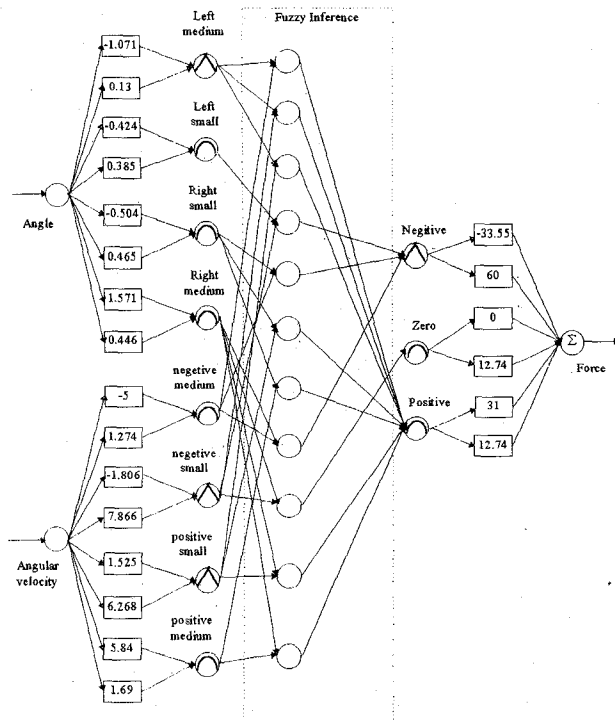 Left
medium
Fuzzy Inference
-1.071
0.13
Left
small
-0.424
0.385
Right
small
Angle
-0.504
0.465
Right
medium
1.571
0.446
Negitive
-33.55
60
Zero
0
12.74
Σ
Force
Positive
31
12.74
negetive
medium
-5
1.274
negetive
small
-1.806
7.866
positive
small
Angular
velocity
1.525
6.268
positive
medium
5.84
1.69